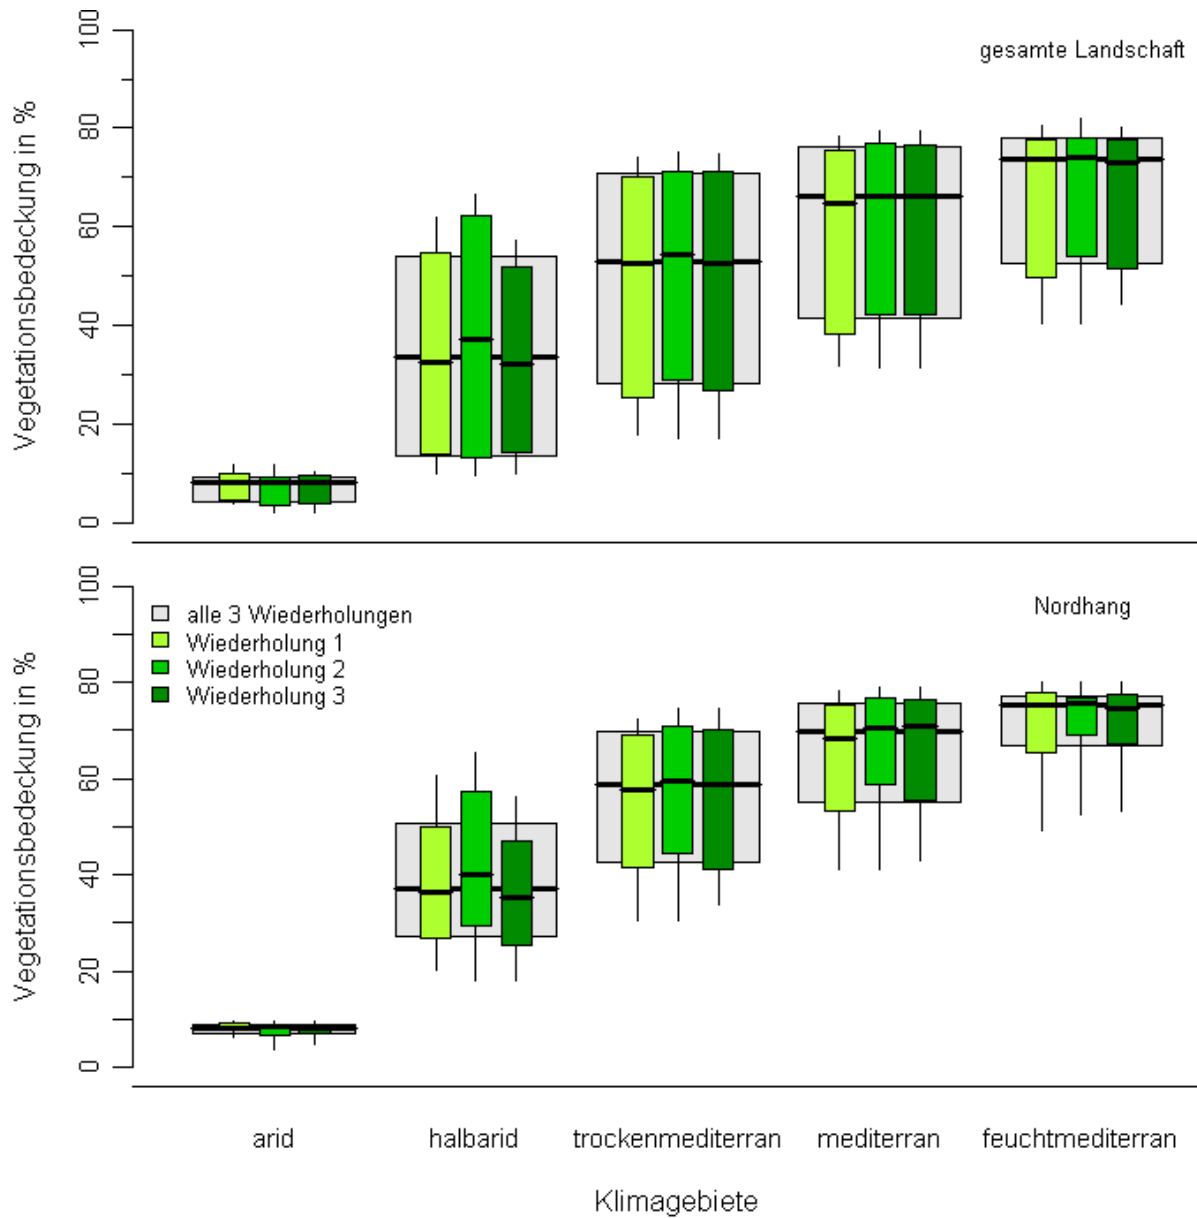 gesamte Landschaft
Vegetationsbedeckung in %
100
80
60
40
20
0
Nordhang
alle 3 Wiederholungen
Wiederholung 1
Wiederholung 2
Wiederholung 3
Vegetationsbedeckung in %
100
80
60
40
20
0
arid halbarid trockenmediterran mediterran feuchtmediterran
Klimagebiete